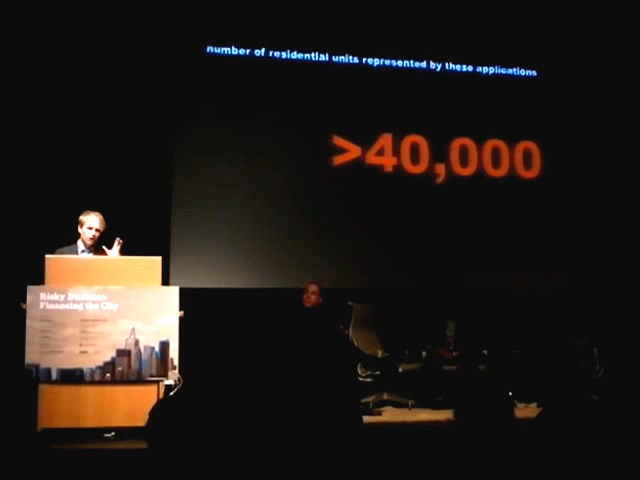 number of residential units represented by these applications
>40,000
Risky Business
Financing the City